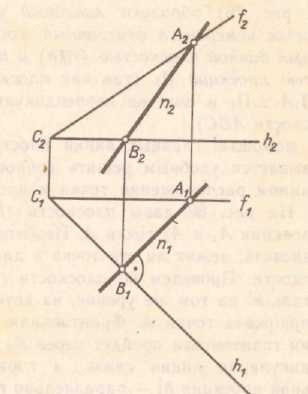 f₂
A₂
n₂
C₂ B₂ h₂
C₁ A₁ f₁
n₁
B₁
h₁